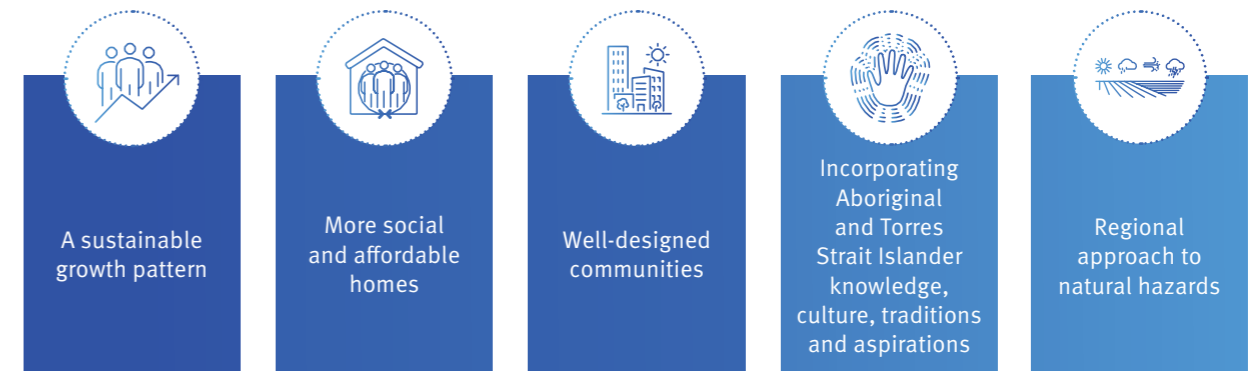 A sustainable
growth pattern
More social
and affordable
homes
Well-designed
communities
Incorporating
Aboriginal
and Torres
Strait Islander
knowledge,
culture, traditions
and aspirations
Regional
approach to
natural hazards